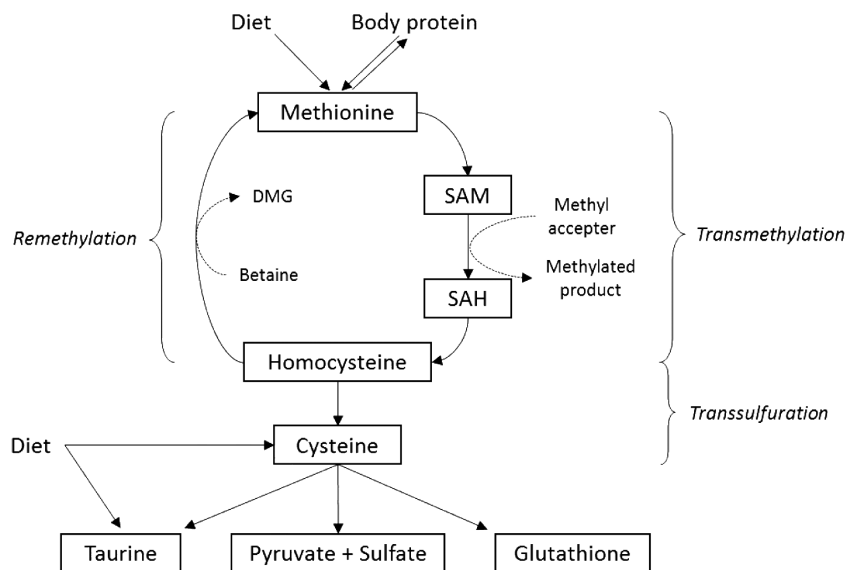 Diet
Body protein
Methionine
SAM
DMG
Methyl
accepter
Remethylation
Transmethylation
Betaine
Methylated
product
SAH
Homocysteine
Transsulfuration
Diet
Cysteine
Taurine
Pyruvate + Sulfate
Glutathione